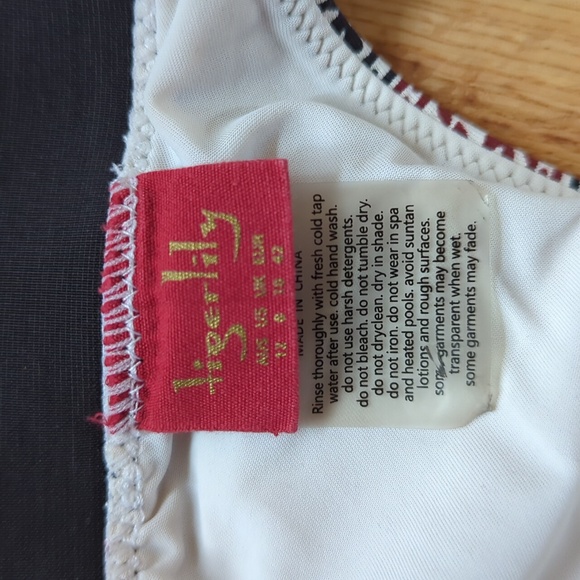 tigerlily
AUS US UK EUR
12 8 16 42
MADE IN CHINA
Rinse thoroughly with fresh cold tap
water after use. cold hand wash.
do not use harsh detergents.
do not bleach. do not tumble dry.
do not dryclean. dry in shade.
do not iron. do not wear in spa
and heated pools. avoid suntan
lotions and rough surfaces.
some garments may become
transparent when wet,
some garments may fade.